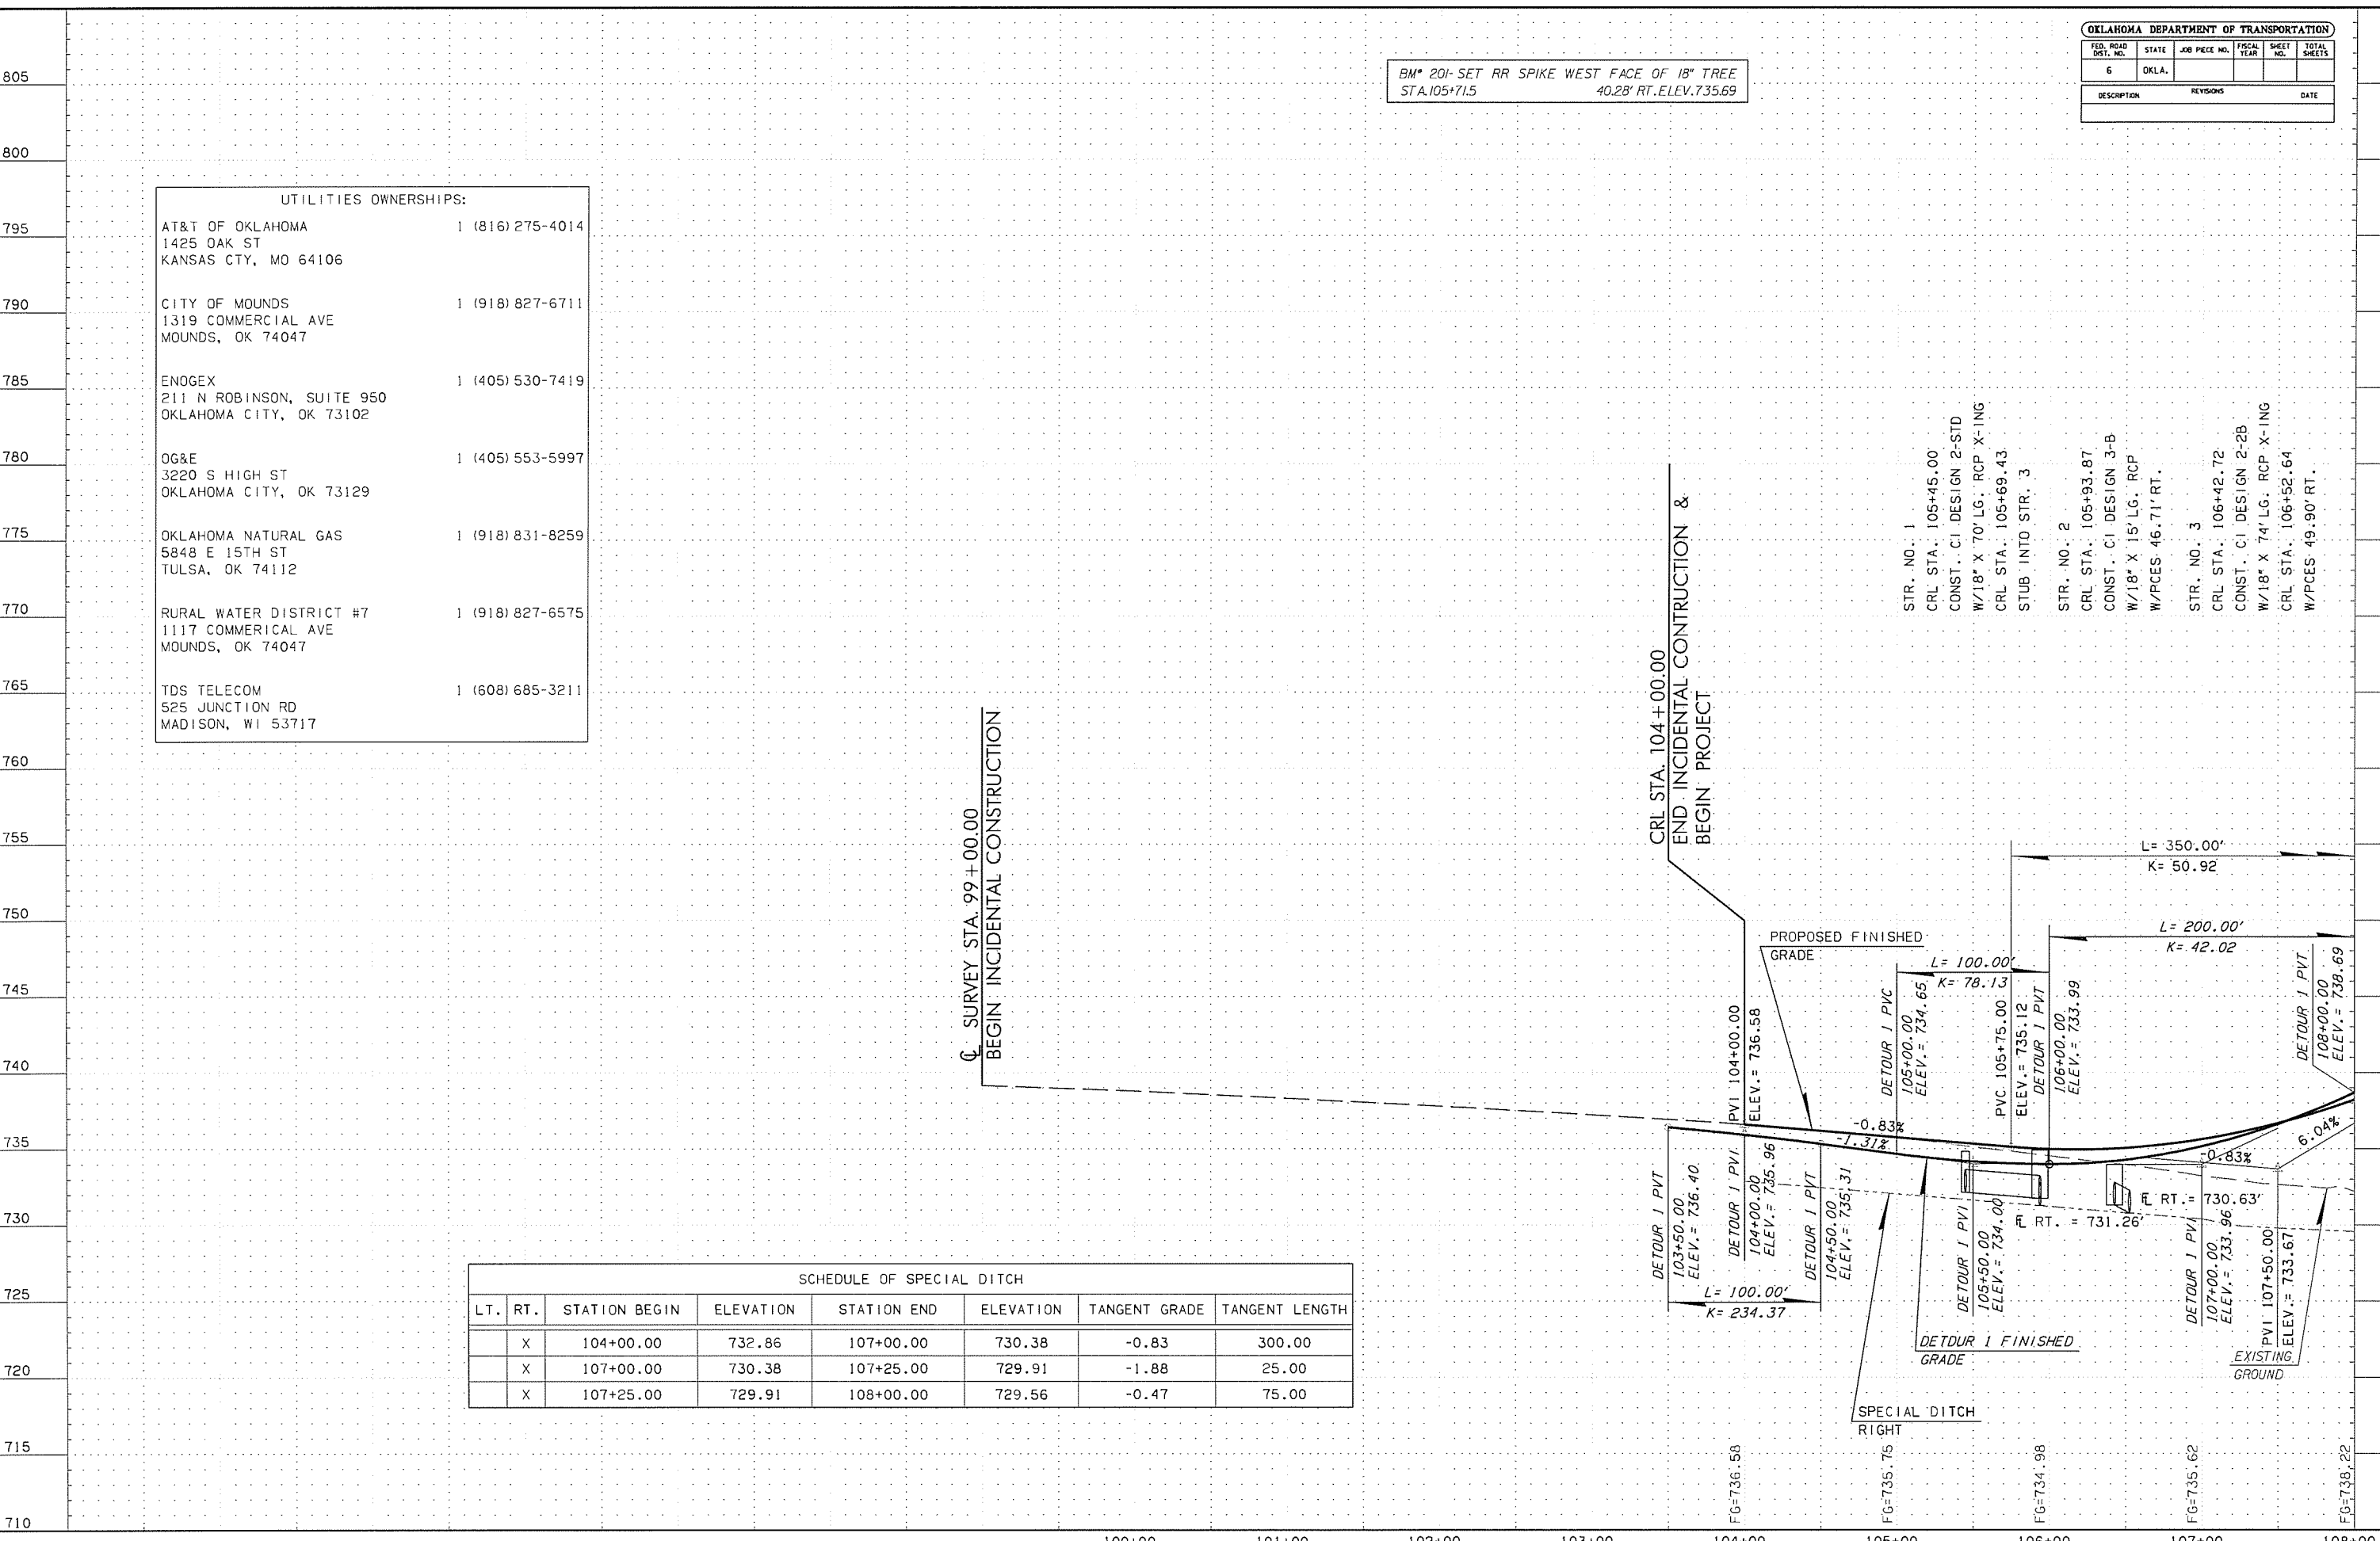 OKLAHOMA DEPARTMENT OF TRANSPORTATION
FED. ROAD DIST. NO. STATE JOB PIECE NO. FISCAL YEAR SHEET NO. TOTAL SHEETS
6 OKLA.
DESCRIPTION REVISIONS DATE
BM# 201- SET RR SPIKE WEST FACE OF 18" TREE
STA.105+71.5 40.28' RT.ELEV.735.69
805
800
795
790
785
780
775
770
765
760
755
750
745
740
735
730
725
720
715
710
UTILITIES OWNERSHIPS:
AT&T OF OKLAHOMA 1 (816) 275-4014
1425 OAK ST
KANSAS CTY, MO 64106
CITY OF MOUNDS 1 (918) 827-6711
1319 COMMERCIAL AVE
MOUNDS, OK 74047
ENOGEX 1 (405) 530-7419
211 N ROBINSON, SUITE 950
OKLAHOMA CITY, OK 73102
OG&E 1 (405) 553-5997
3220 S HIGH ST
OKLAHOMA CITY, OK 73129
OKLAHOMA NATURAL GAS 1 (918) 831-8259
5848 E 15TH ST
TULSA, OK 74112
RURAL WATER DISTRICT #7 1 (918) 827-6575
1117 COMMERICAL AVE
MOUNDS, OK 74047
TDS TELECOM 1 (608) 685-3211
525 JUNCTION RD
MADISON, WI 53717
℄ SURVEY STA. 99+00.00
BEGIN INCIDENTAL CONSTRUCTION
CRL STA. 104+00.00
END INCIDENTAL CONTRUCTION &
BEGIN PROJECT
STR. NO. 1
CRL STA. 105+45.00
CONST. CI DESIGN 2-STD
W/18" X 70' LG. RCP X-ING
CRL STA. 105+69.43
STUB INTO STR. 3
STR. NO. 2
CRL STA. 105+93.87
CONST. CI DESIGN 3-B
W/18" X 15' LG. RCP
W/PCES 46.71' RT.
STR. NO. 3
CRL STA. 106+42.72
CONST. CI DESIGN 2-2B
W/18" X 74' LG. RCP X-ING
CRL STA. 106+52.64
W/PCES 49.90' RT.
L= 350.00'
K= 50.92
L= 200.00'
K= 42.02
L= 100.00'
K= 78.13
PROPOSED FINISHED
GRADE
PVI 104+00.00
ELEV.= 736.58
DETOUR 1 PVC
105+00.00
ELEV.= 734.65
PVC 105+75.00
ELEV.= 735.12
DETOUR 1 PVT
106+00.00
ELEV.= 733.99
DETOUR 1 PVT
108+00.00
ELEV.= 738.69
-0.83%
-1.31%
-0.83%
6.04%
DETOUR 1 PVT
103+50.00
ELEV.= 736.40
DETOUR 1 PVI
104+00.00
ELEV.= 735.96
DETOUR 1 PVT
104+50.00
ELEV.= 735.31
L= 100.00'
K= 234.37
DETOUR 1 PVI
105+50.00
ELEV.= 734.00
℄ RT. = 731.26'
℄ RT.= 730.63'
DETOUR 1 PVI
107+00.00
ELEV.= 733.96
PVI 107+50.00
ELEV.= 733.67
DETOUR 1 FINISHED
GRADE
EXISTING
GROUND
SPECIAL DITCH
RIGHT
SCHEDULE OF SPECIAL DITCH
LT. RT. STATION BEGIN ELEVATION STATION END ELEVATION TANGENT GRADE TANGENT LENGTH
X 104+00.00 732.86 107+00.00 730.38 -0.83 300.00
X 107+00.00 730.38 107+25.00 729.91 -1.88 25.00
X 107+25.00 729.91 108+00.00 729.56 -0.47 75.00
FG=736.58
FG=735.75
FG=734.98
FG=735.62
FG=738.22
100+00 101+00 102+00 103+00 104+00 105+00 106+00 107+00 108+00